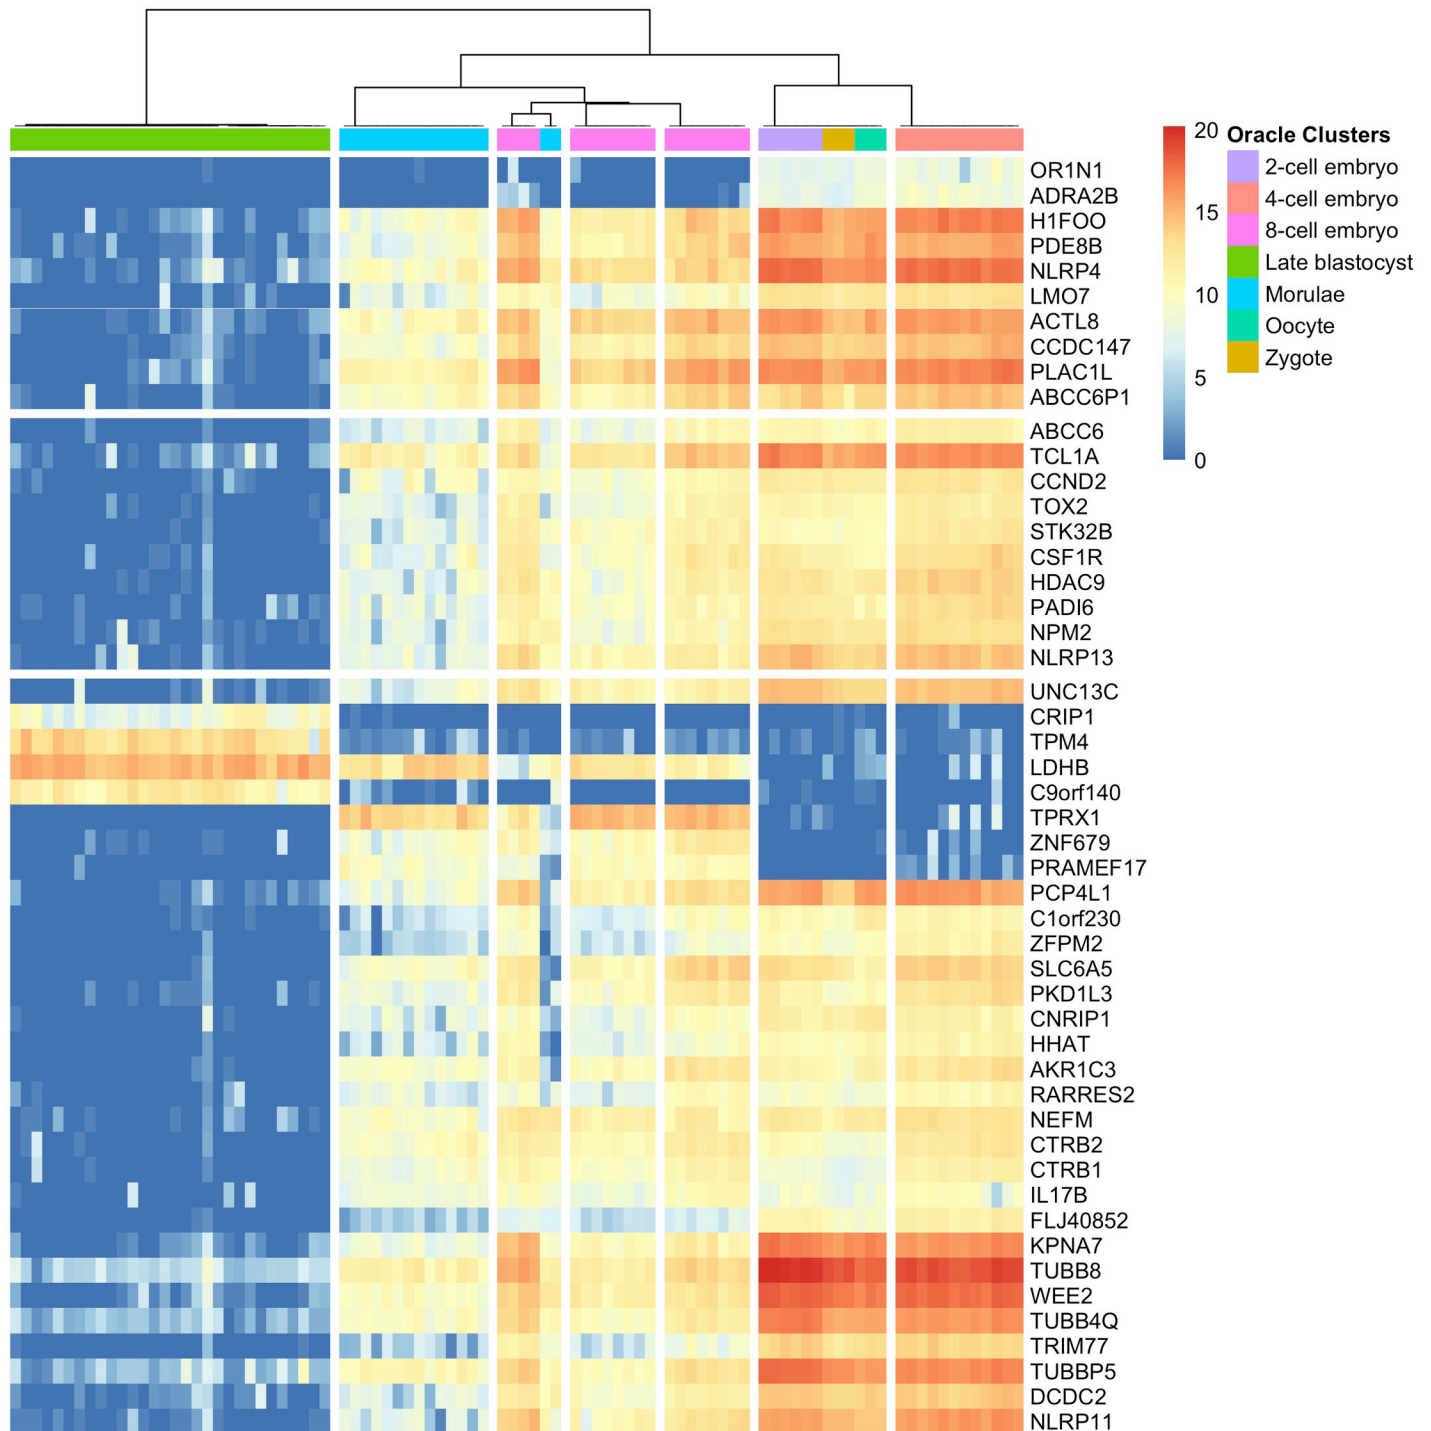 20 Oracle Clusters
2-cell embryo
4-cell embryo
15
8-cell embryo
Late blastocyst
10
Morulae
Oocyte
Zygote
5
0
OR1N1
ADRA2B
H1FOO
PDE8B
NLRP4
LMO7
ACTL8
CCDC147
PLAC1L
ABCC6P1
ABCC6
TCL1A
CCND2
TOX2
STK32B
CSF1R
HDAC9
PADI6
NPM2
NLRP13
UNC13C
CRIP1
TPM4
LDHB
C9orf140
TPRX1
ZNF679
PRAMEF17
PCP4L1
C1orf230
ZFPM2
SLC6A5
PKD1L3
CNRIP1
HHAT
AKR1C3
RARRES2
NEFM
CTRB2
CTRB1
IL17B
FLJ40852
KPNA7
TUBB8
WEE2
TUBB4Q
TRIM77
TUBBP5
DCDC2
NLRP11